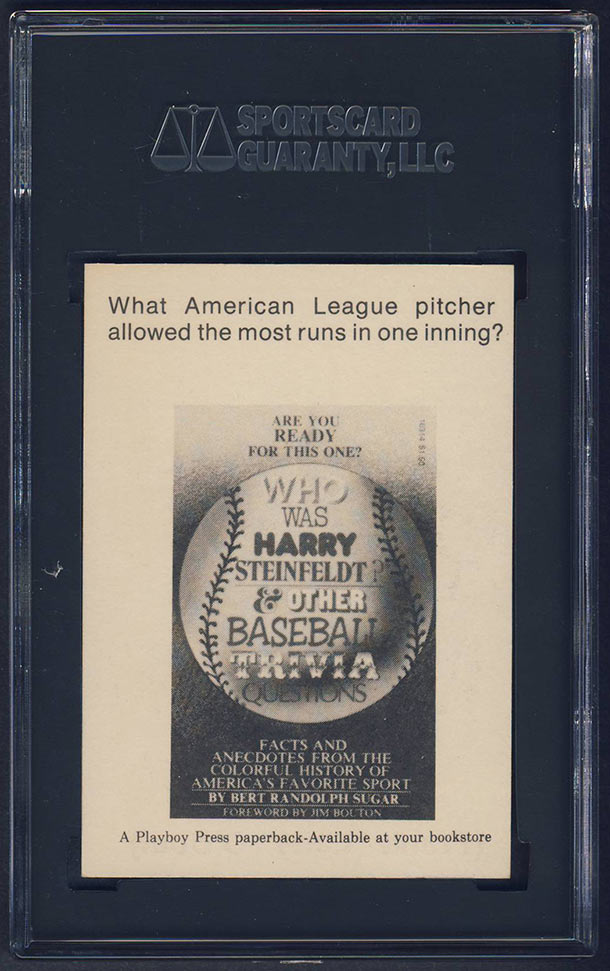 SPORTSCARD
GUARANTY, LLC
What American League pitcher
allowed the most runs in one inning?
ARE YOU
READY
FOR THIS ONE?
WHO
WAS
HARRY
STEINFELDT?
& OTHER
BASEBALL
TRIVIA
QUESTIONS
FACTS AND
ANECDOTES FROM THE
COLORFUL HISTORY OF
AMERICA'S FAVORITE SPORT
BY BERT RANDOLPH SUGAR
FOREWORD BY JIM BOUTON
A Playboy Press paperback-Available at your bookstore